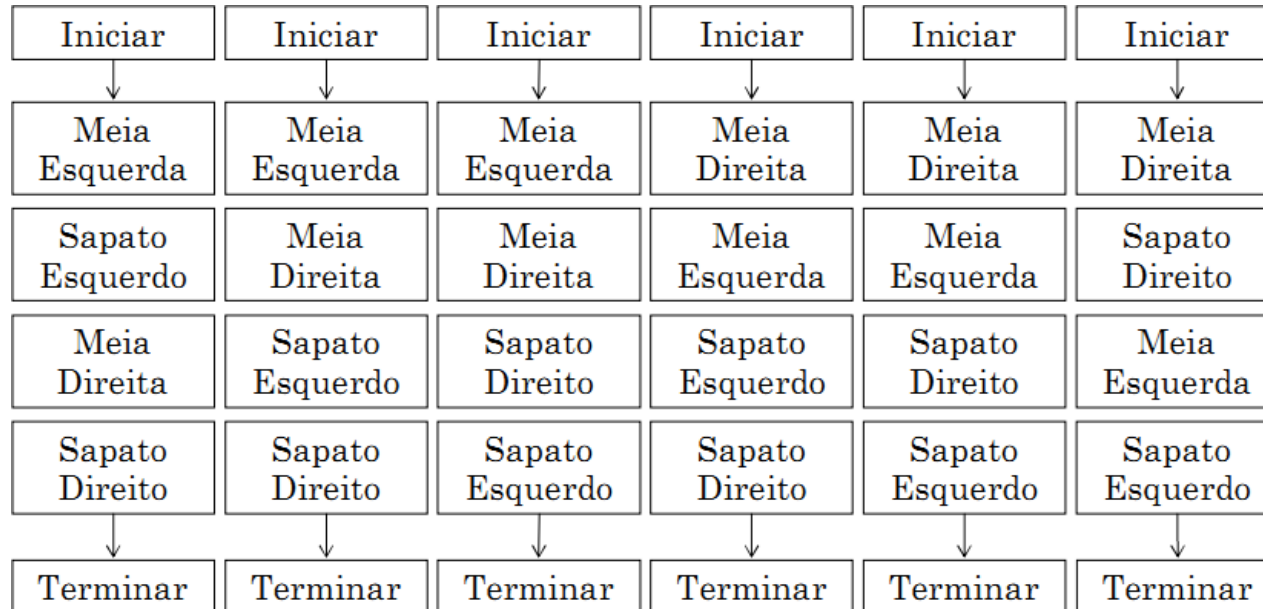 Iniciar Iniciar Iniciar Iniciar Iniciar Iniciar
Meia Meia Meia Meia Meia Meia
Esquerda Esquerda Esquerda Direita Direita Direita
Sapato Meia Meia Meia Meia Sapato
Esquerdo Direita Direita Esquerda Esquerda Direito
Meia Sapato Sapato Sapato Sapato Meia
Direita Esquerdo Direito Esquerdo Direito Esquerda
Sapato Sapato Sapato Sapato Sapato Sapato
Direito Direito Esquerdo Direito Esquerdo Esquerdo
Terminar Terminar Terminar Terminar Terminar Terminar